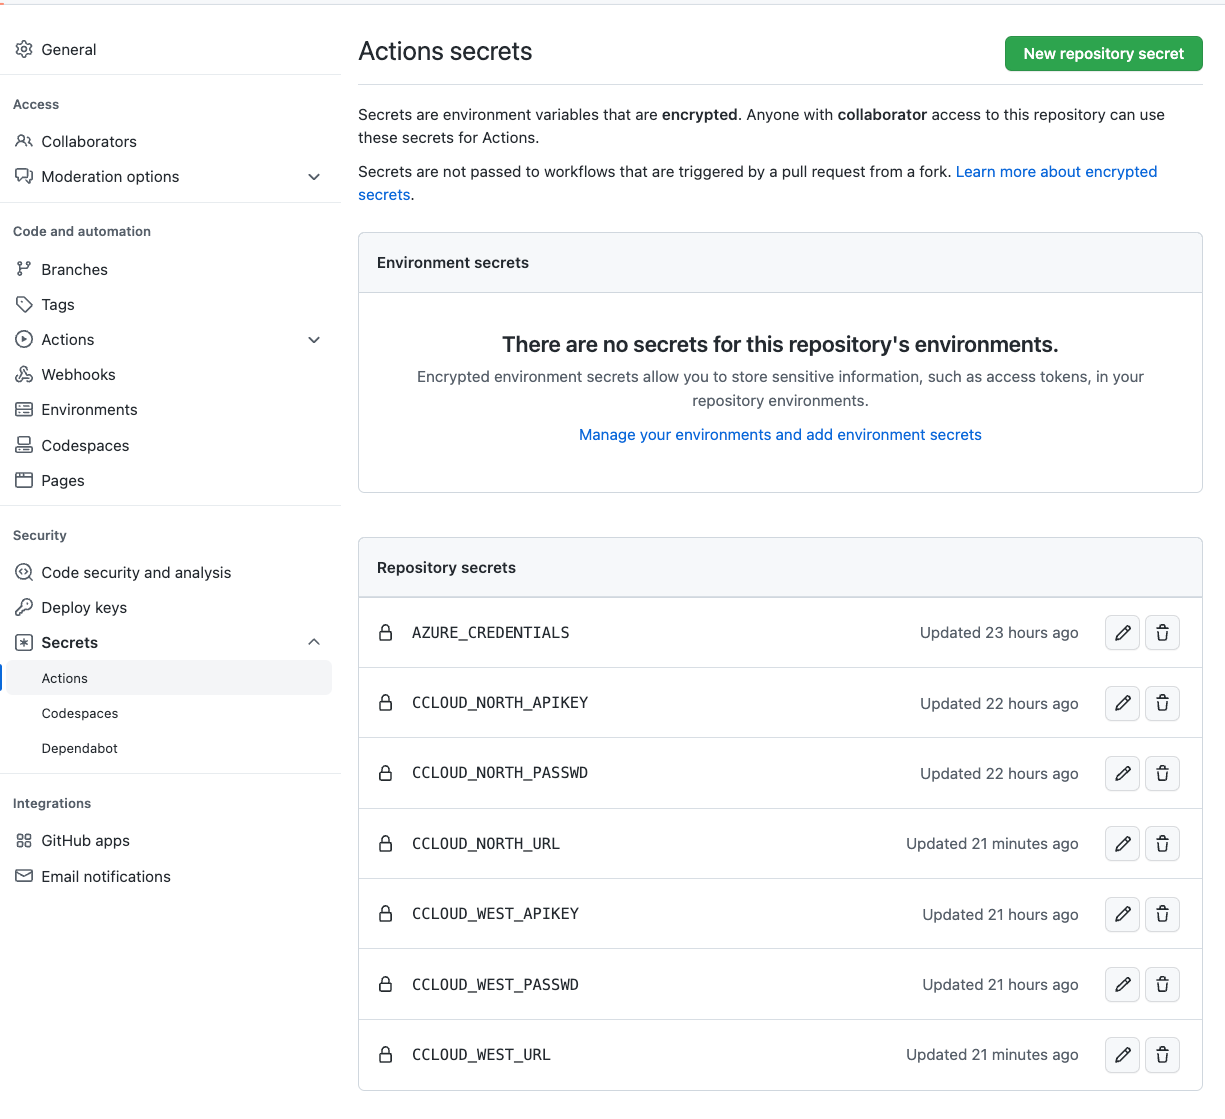 General
Access
Collaborators
Moderation options
Code and automation
Branches
Tags
Actions
Webhooks
Environments
Codespaces
Pages
Security
Code security and analysis
Deploy keys
Secrets
Actions
Codespaces
Dependabot
Integrations
GitHub apps
Email notifications
Actions secrets
New repository secret
Secrets are environment variables that are encrypted. Anyone with collaborator access to this repository can use
these secrets for Actions.
Secrets are not passed to workflows that are triggered by a pull request from a fork. Learn more about encrypted
secrets.
Environment secrets
There are no secrets for this repository's environments.
Encrypted environment secrets allow you to store sensitive information, such as access tokens, in your
repository environments.
Manage your environments and add environment secrets
Repository secrets
AZURE_CREDENTIALS Updated 23 hours ago
CCLOUD_NORTH_APIKEY Updated 22 hours ago
CCLOUD_NORTH_PASSWD Updated 22 hours ago
CCLOUD_NORTH_URL Updated 21 minutes ago
CCLOUD_WEST_APIKEY Updated 21 hours ago
CCLOUD_WEST_PASSWD Updated 21 hours ago
CCLOUD_WEST_URL Updated 21 minutes ago